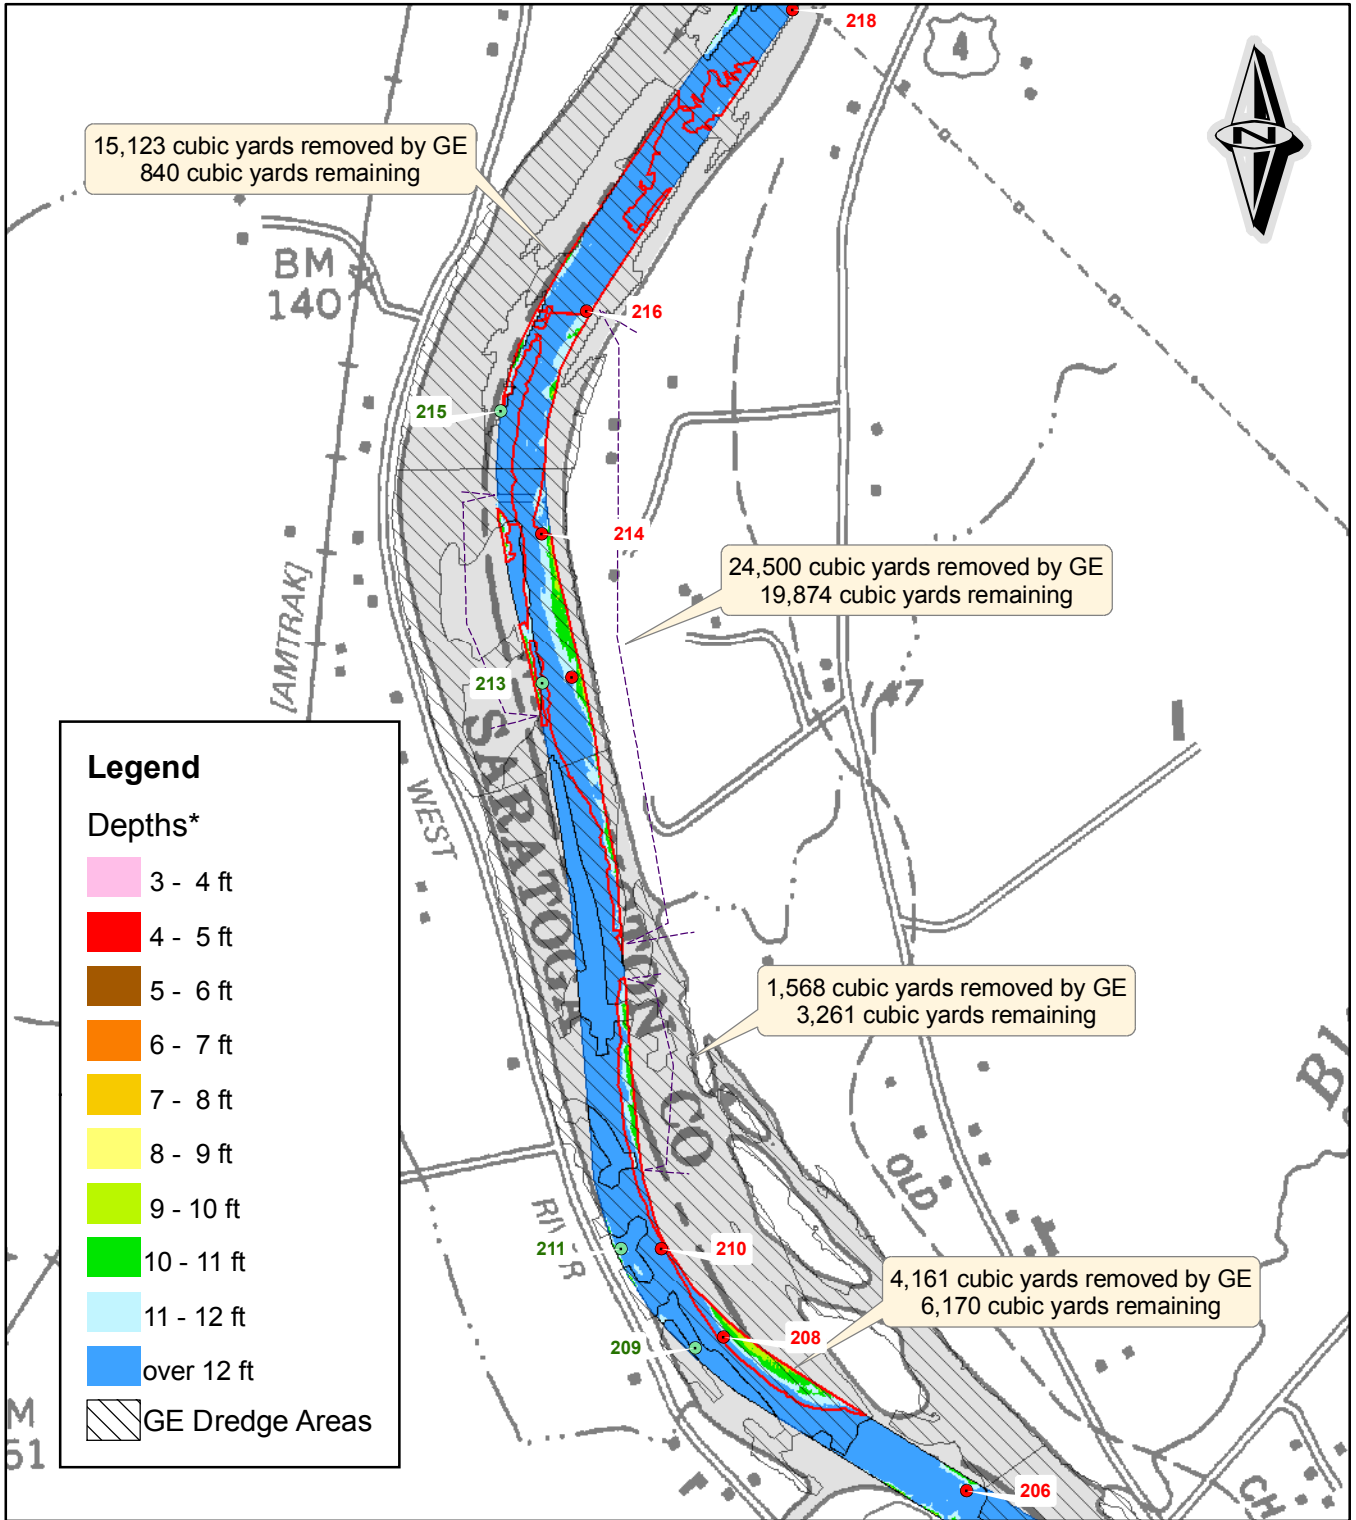 218
4
N
15,123 cubic yards removed by GE
840 cubic yards remaining
BM
140
216
215
214
24,500 cubic yards removed by GE
19,874 cubic yards remaining
[AMTRAK]
213
47
SARATOGA
WEST
Legend
Depths*
3 - 4 ft
4 - 5 ft
5 - 6 ft
6 - 7 ft
7 - 8 ft
8 - 9 ft
9 - 10 ft
10 - 11 ft
11 - 12 ft
over 12 ft
GE Dredge Areas
1,568 cubic yards removed by GE
3,261 cubic yards remaining
CO
OLD
RIVER
211
210
4,161 cubic yards removed by GE
6,170 cubic yards remaining
208
209
M
51
206
CH